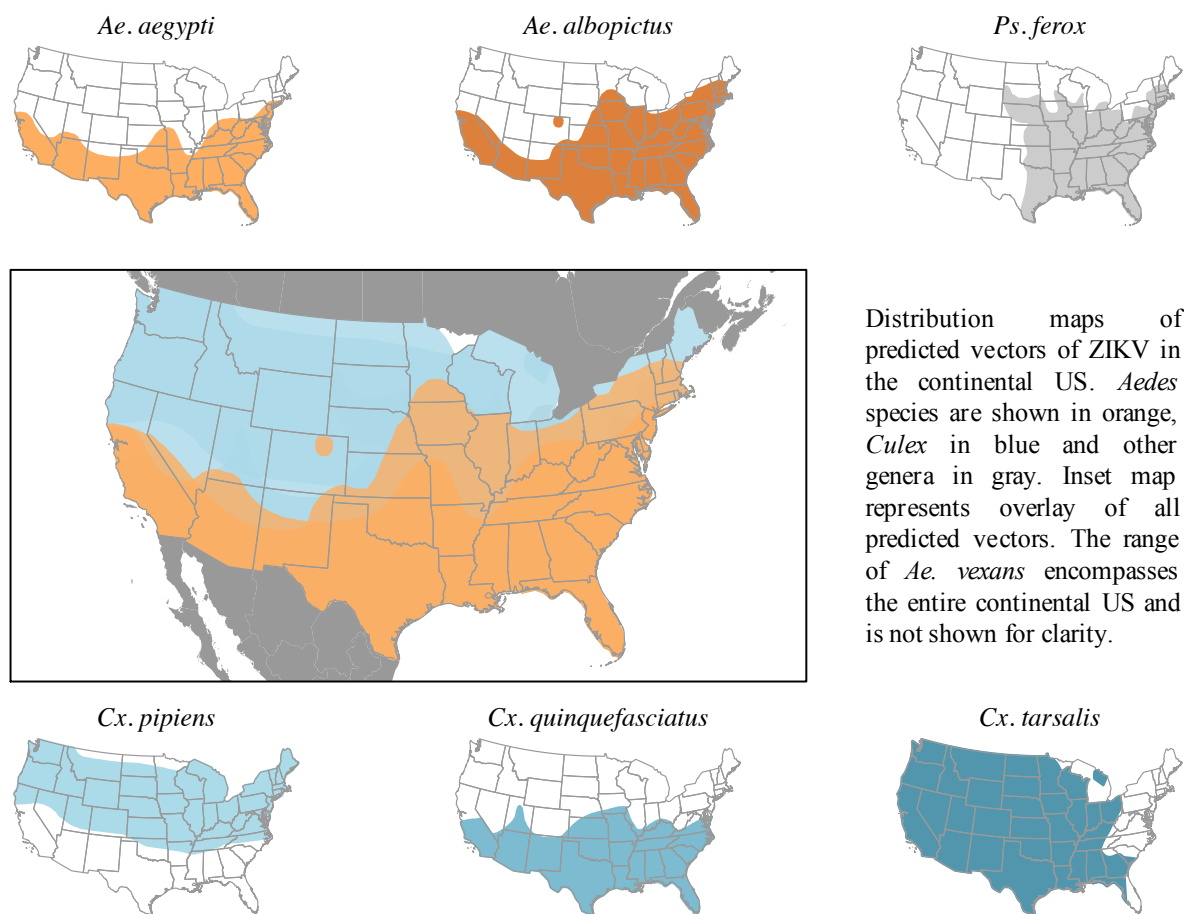 Ae. aegypti
Ae. albopictus
Ps. ferox
Distribution maps of
predicted vectors of ZIKV in
the continental US. Aedes
species are shown in orange,
Culex in blue and other
genera in gray. Inset map
represents overlay of all
predicted vectors. The range
of Ae. vexans encompasses
the entire continental US and
is not shown for clarity.
Cx. pipiens
Cx. quinquefasciatus
Cx. tarsalis